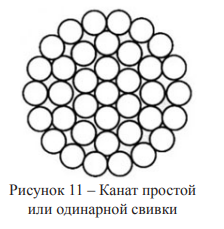 Рисунок 11 – Канат простой
или одинарной свивки